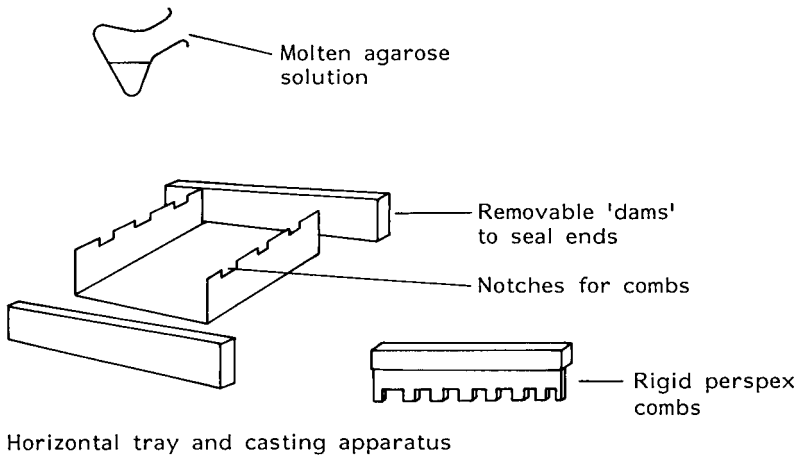 Molten agarose
solution
Removable 'dams'
to seal ends
Notches for combs
Rigid perspex
combs
Horizontal tray and casting apparatus